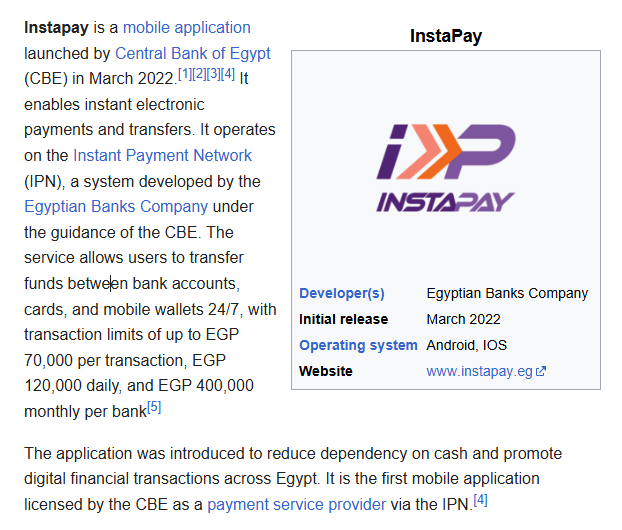 Instapay is a mobile application
launched by Central Bank of Egypt
(CBE) in March 2022.[1][2][3][4] It
enables instant electronic
payments and transfers. It operates
on the Instant Payment Network
(IPN), a system developed by the
Egyptian Banks Company under
the guidance of the CBE. The
service allows users to transfer
funds between bank accounts,
cards, and mobile wallets 24/7, with
transaction limits of up to EGP
70,000 per transaction, EGP
120,000 daily, and EGP 400,000
monthly per bank[5]
InstaPay
iP
INSTAPAY
Developer(s) Egyptian Banks Company
Initial release March 2022
Operating system Android, IOS
Website www.instapay.eg
The application was introduced to reduce dependency on cash and promote
digital financial transactions across Egypt. It is the first mobile application
licensed by the CBE as a payment service provider via the IPN.[4]